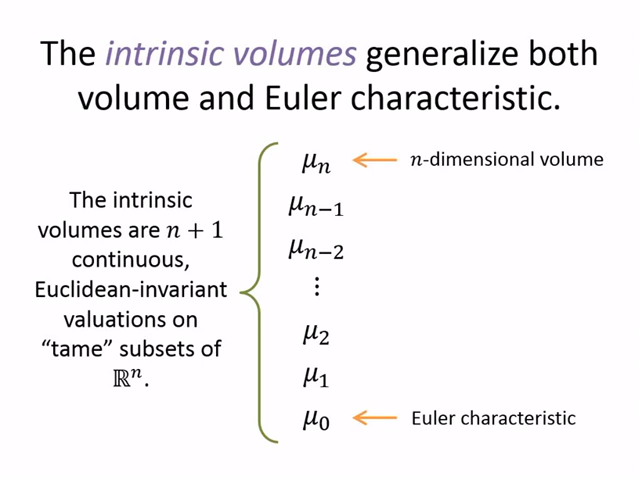 The intrinsic volumes generalize both
volume and Euler characteristic.
The intrinsic
volumes are n + 1
continuous,
Euclidean-invariant
valuations on
“tame” subsets of
ℝⁿ.
μₙ
n-dimensional volume
μₙ₋₁
μₙ₋₂
⋮
μ₂
μ₁
μ₀
Euler characteristic